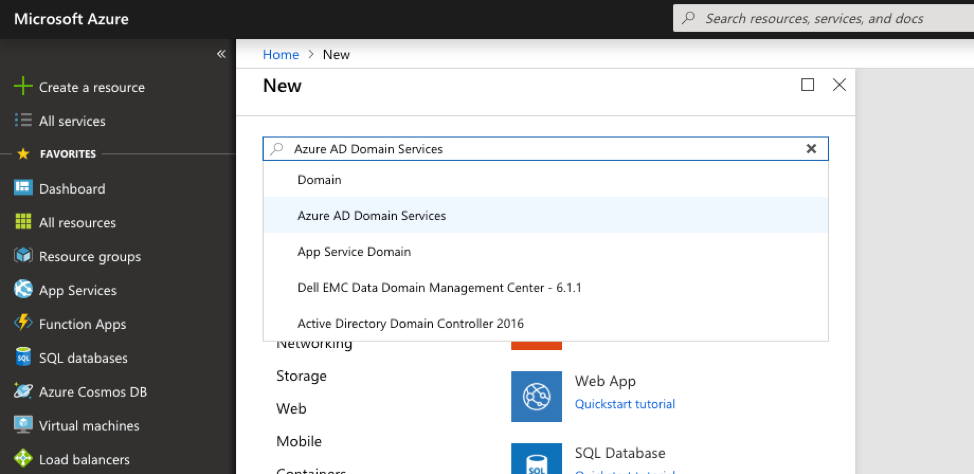 Microsoft Azure
Search resources, services, and docs
«
Home > New
New
Create a resource
All services
FAVORITES
Dashboard
All resources
Resource groups
App Services
Function Apps
SQL databases
Azure Cosmos DB
Virtual machines
Load balancers
Azure AD Domain Services
Domain
Azure AD Domain Services
App Service Domain
Dell EMC Data Domain Management Center - 6.1.1
Active Directory Domain Controller 2016
Networking
Storage
Web
Mobile
Containers
Web App
Quickstart tutorial
SQL
SQL Database
Quickstart tutorial